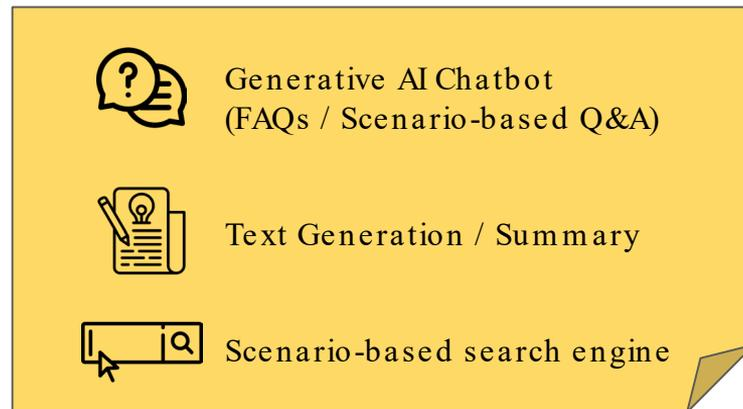 Generative AI Chatbot
(FAQs / Scenario-based Q&A)
Text Generation / Summary
Scenario-based search engine